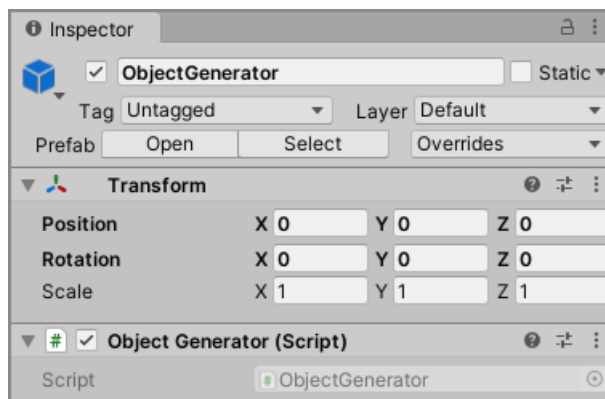 Inspector
ObjectGenerator Static
Tag Untagged Layer Default
Prefab Open Select Overrides
Transform
Position X 0 Y 0 Z 0
Rotation X 0 Y 0 Z 0
Scale X 1 Y 1 Z 1
# Object Generator (Script)
Script # ObjectGenerator